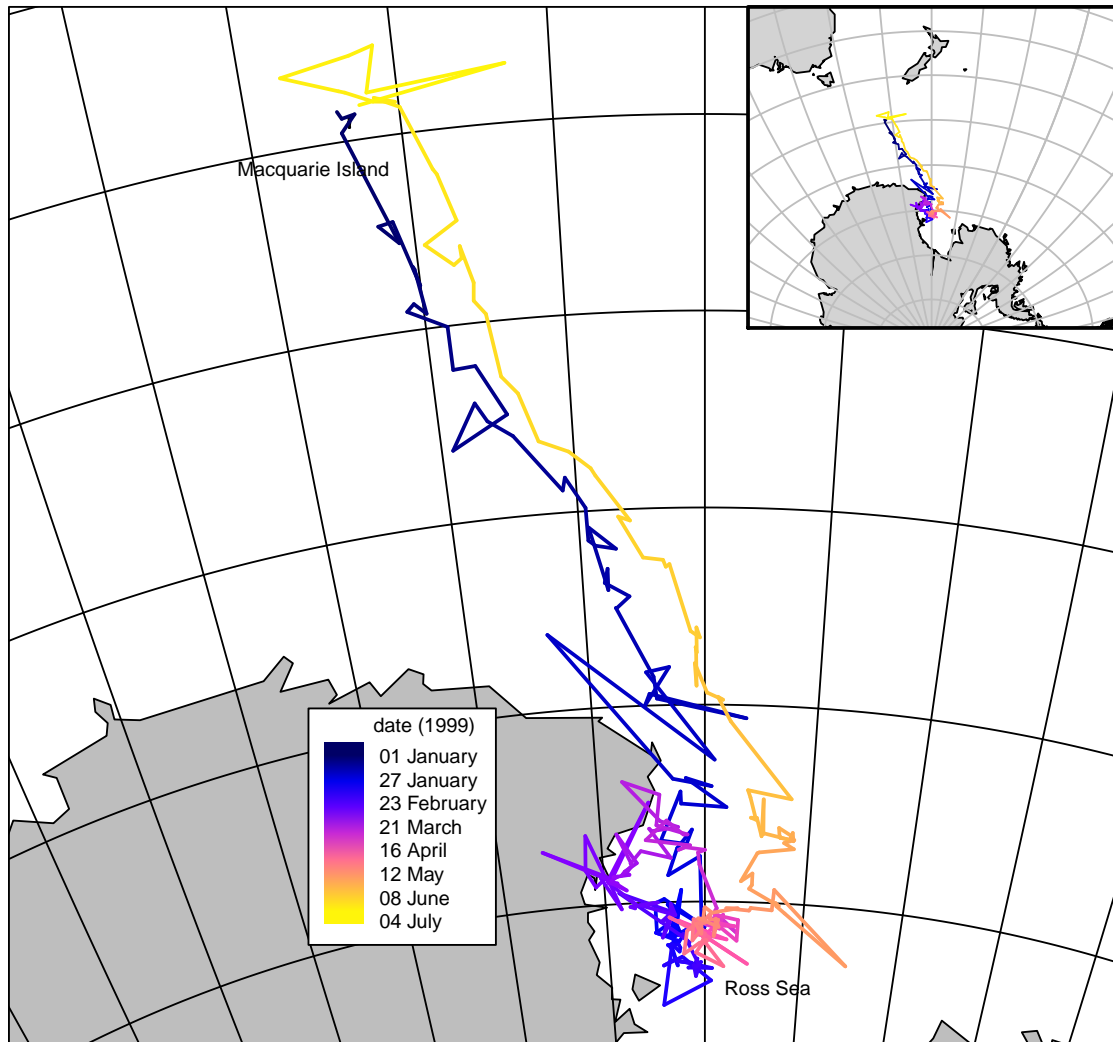 Macquarie Island
date (1999)
01 January
27 January
23 February
21 March
16 April
12 May
08 June
04 July
Ross Sea